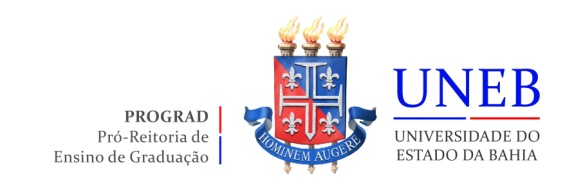 PROGRAD
Pró-Reitoria de
Ensino de Graduação
HOMINEM AUGERE
UNEB
UNIVERSIDADE DO
ESTADO DA BAHIA